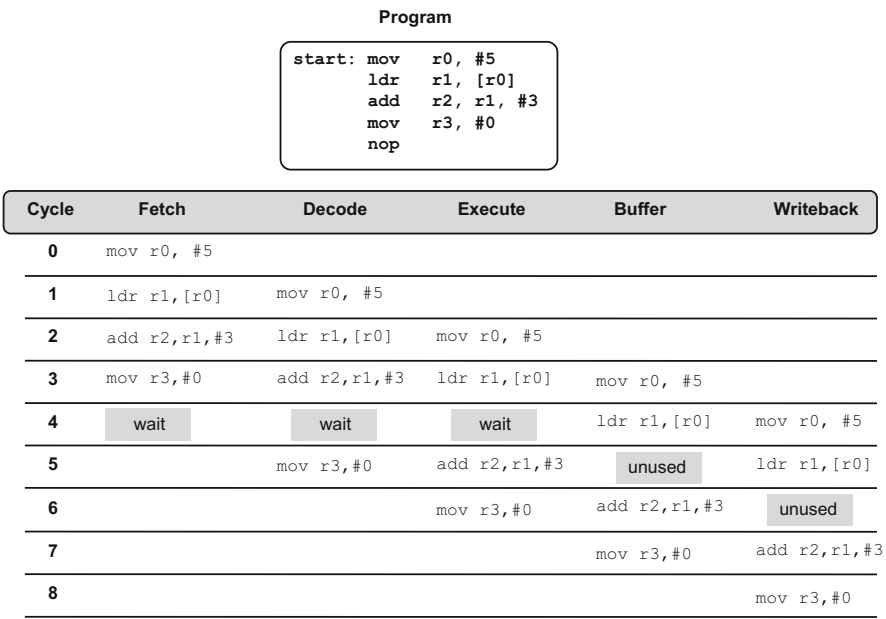 Program
start: mov r0, #5
ldr r1, [r0]
add r2, r1, #3
mov r3, #0
nop
Cycle Fetch Decode Execute Buffer Writeback
0 mov r0, #5
1 ldr r1,[r0] mov r0, #5
2 add r2,r1,#3 ldr r1,[r0] mov r0, #5
3 mov r3,#0 add r2,r1,#3 ldr r1,[r0] mov r0, #5
4 wait wait wait ldr r1,[r0] mov r0, #5
5 mov r3,#0 add r2,r1,#3 unused ldr r1,[r0]
6 mov r3,#0 add r2,r1,#3 unused
7 mov r3,#0 add r2,r1,#3
8 mov r3,#0